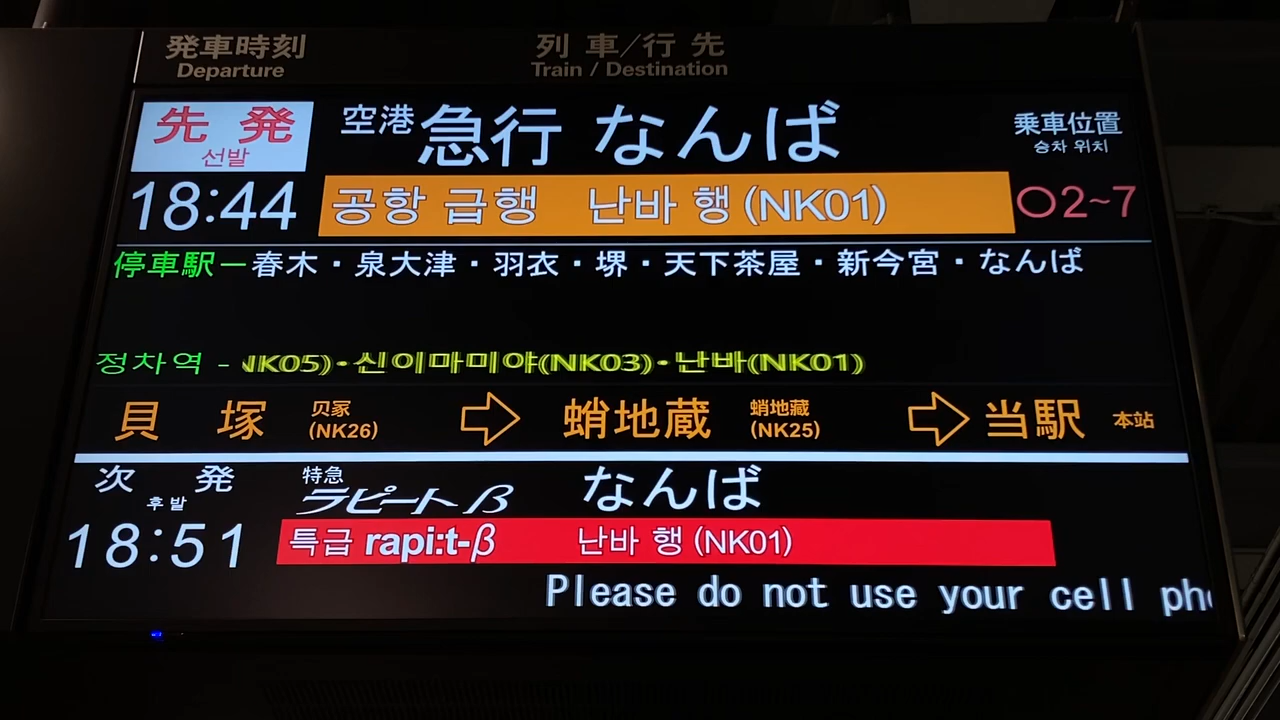 発車時刻 列車/行先
Departure Train / Destination
先発 空港急行 なんば 乗車位置
선발 승차 위치
18:44 공항 급행 난바 행 (NK01) ○2~7
停車駅ー春木・泉大津・羽衣・堺・天下茶屋・新今宮・なんば
정차역 - NK05)・신이마미야(NK03)・난바(NK01)
貝塚 贝冢 (NK26) ⇨ 蛸地蔵 蛸地藏 (NK25) ⇨ 当駅 本站
次発 特急 ラピートβ なんば
후발
18:51 특급 rapi:t-β 난바 행 (NK01)
Please do not use your cell pho